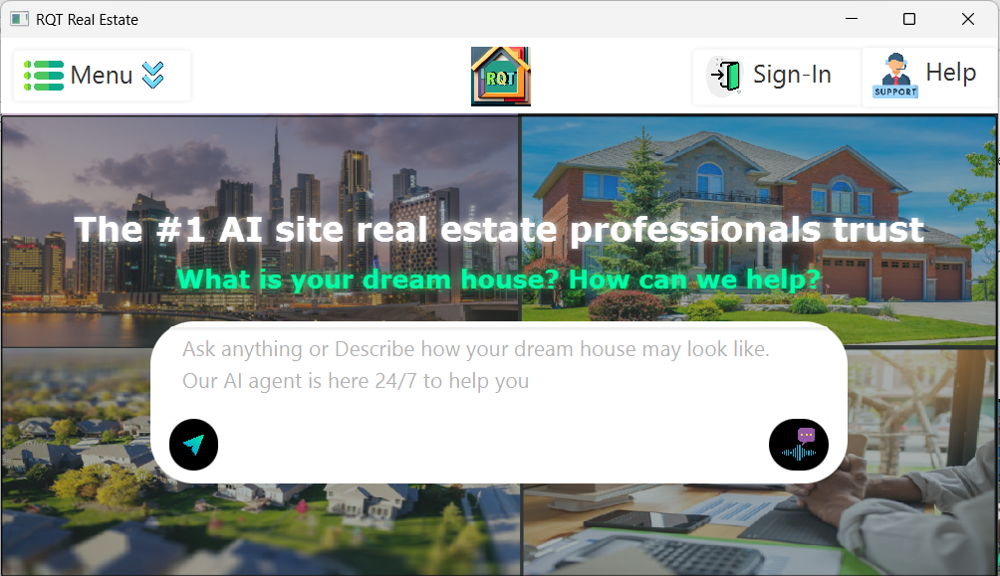 RQT Real Estate
Menu
RQT
Sign-In
SUPPORT
Help
The #1 AI site real estate professionals trust
What is your dream house? How can we help?
Ask anything or Describe how your dream house may look like.
Our AI agent is here 24/7 to help you